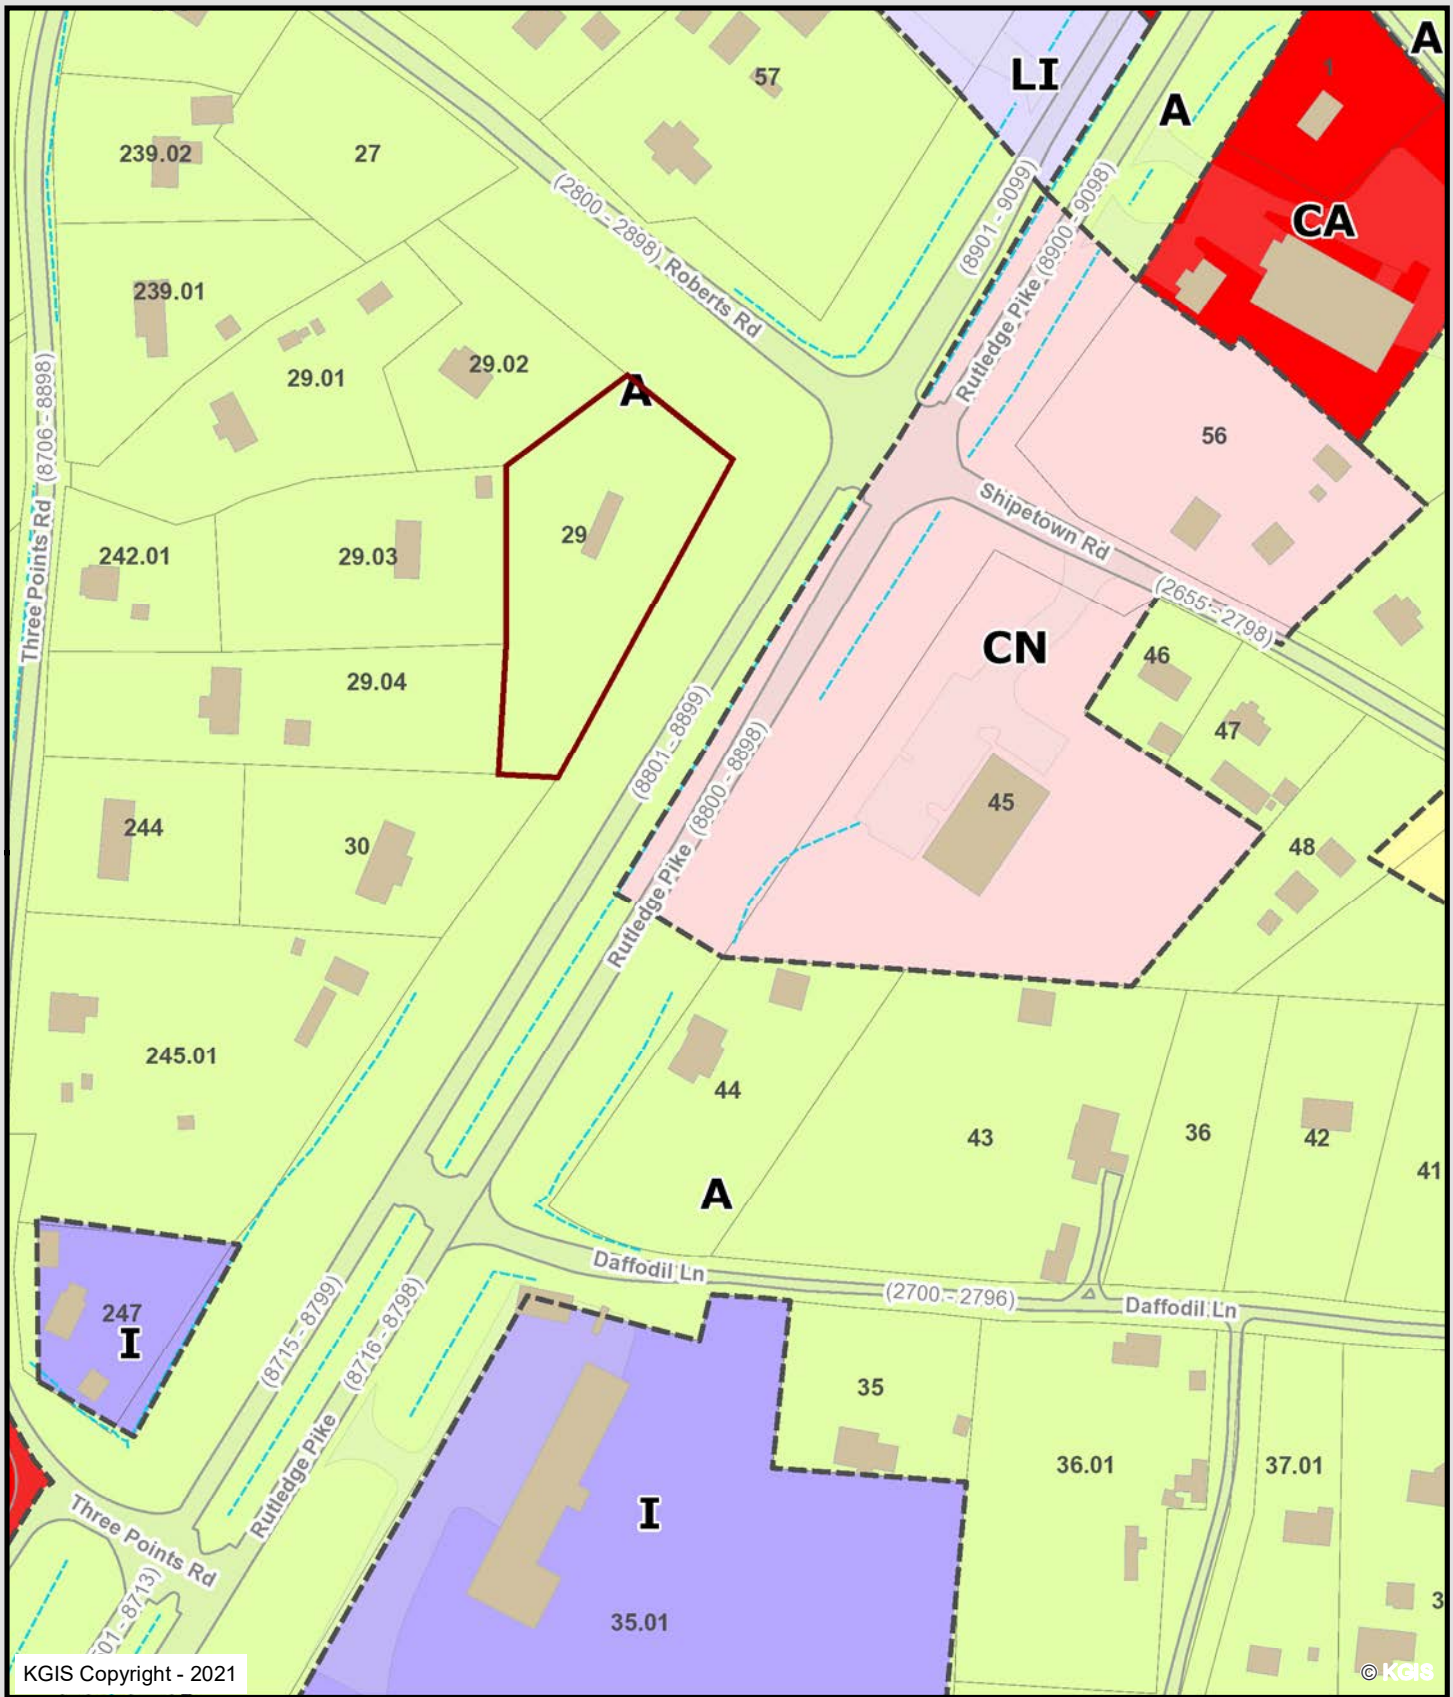 A
LI
57
A
1
239.02
27
CA
(2800 - 2898)
Roberts Rd
(8901 - 9099)
(8900 - 9098)
Rutledge Pike
239.01
29.02
29.01
A
56
Three Points Rd
(8706 - 8898)
Shipetown Rd
29
242.01
29.03
(2655 - 2798)
CN
46
29.04
47
(8801 - 8899)
(8800 - 8898)
Rutledge Pike
45
244
30
48
245.01
44
43
36
42
41
A
Daffodil Ln
(2700 - 2796)
Daffodil Ln
247
I
(8715 - 8799)
(8716 - 8798)
Rutledge Pike
35
36.01
37.01
Three Points Rd
I
01 - 8713)
35.01
3
KGIS Copyright - 2021
© KGIS